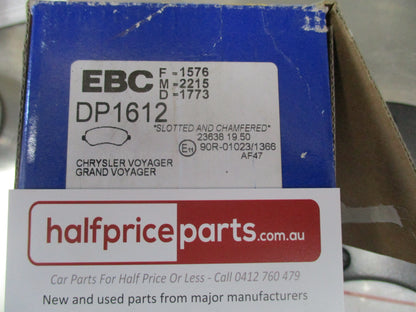 EBC
F =1576
M =2215
D =1773
DP1612
"SLOTTED AND CHAMFERED"
23638 19.50
E11 90R-01023/1366
AF47
CHRYSLER VOYAGER
GRAND VOYAGER
halfpriceparts.com.au
Car Parts For Half Price Or Less - Call 0412 760 479
New and used parts from major manufacturers